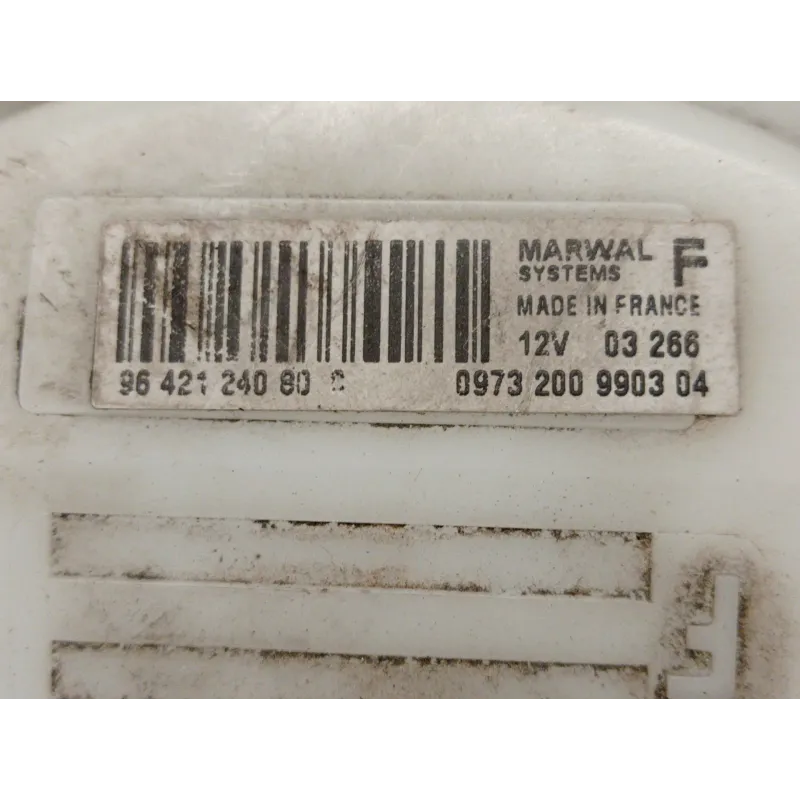 MARWAL F
SYSTEMS
MADE IN FRANCE
12V 03 266
96 421 240 80
0973 200 9903 04
F